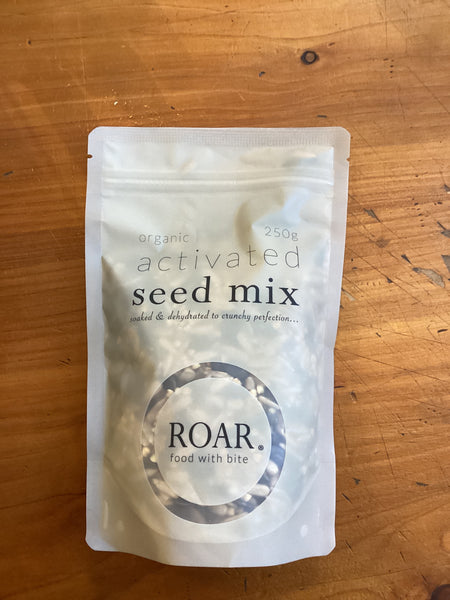 organic 250g
activated
seed mix
soaked & dehydrated to crunchy perfection...
ROAR®
food with bite